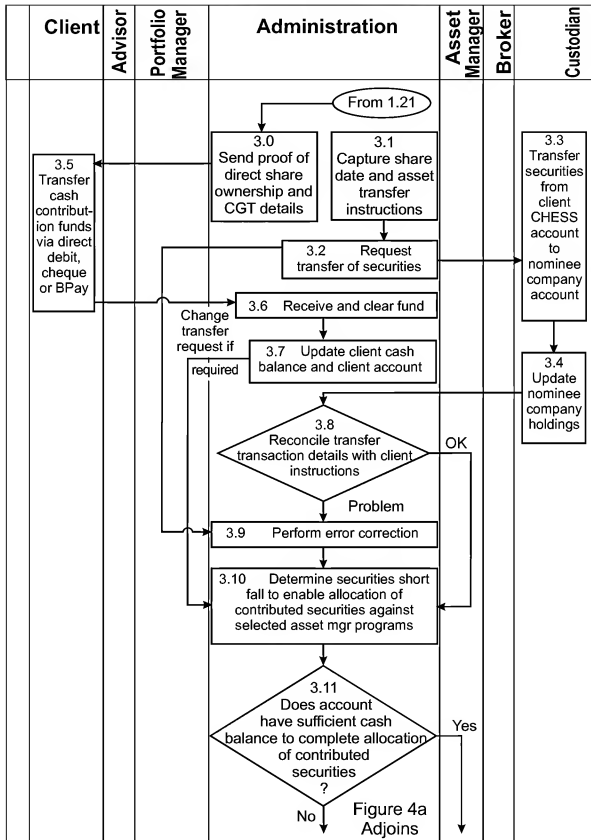 Client
Advisor
Portfolio
Manager
Administration
Asset
Manager
Broker
Custodian
From 1.21
3.0
Send proof of
direct share
ownership and
CGT details
3.1
Capture share
date and asset
transfer
instructions
3.3
Transfer
securities
from
client
CHESS
account
to
nominee
company
account
3.5
Transfer
cash
contribut-
ion funds
via direct
debit,
cheque
or BPay
3.2 Request
transfer of securities
3.6 Receive and clear fund
Change
transfer
request if
required
3.7 Update client cash
balance and client account
3.4
Update
nominee
company
holdings
3.8
Reconcile transfer
transaction details with client
instructions
OK
Problem
3.9 Perform error correction
3.10 Determine securities short
fall to enable allocation of
contributed securities against
selected asset mgr programs
3.11
Does account
have sufficient cash
balance to complete allocation
of contributed
securities
?
Yes
No
Figure 4a
Adjoins